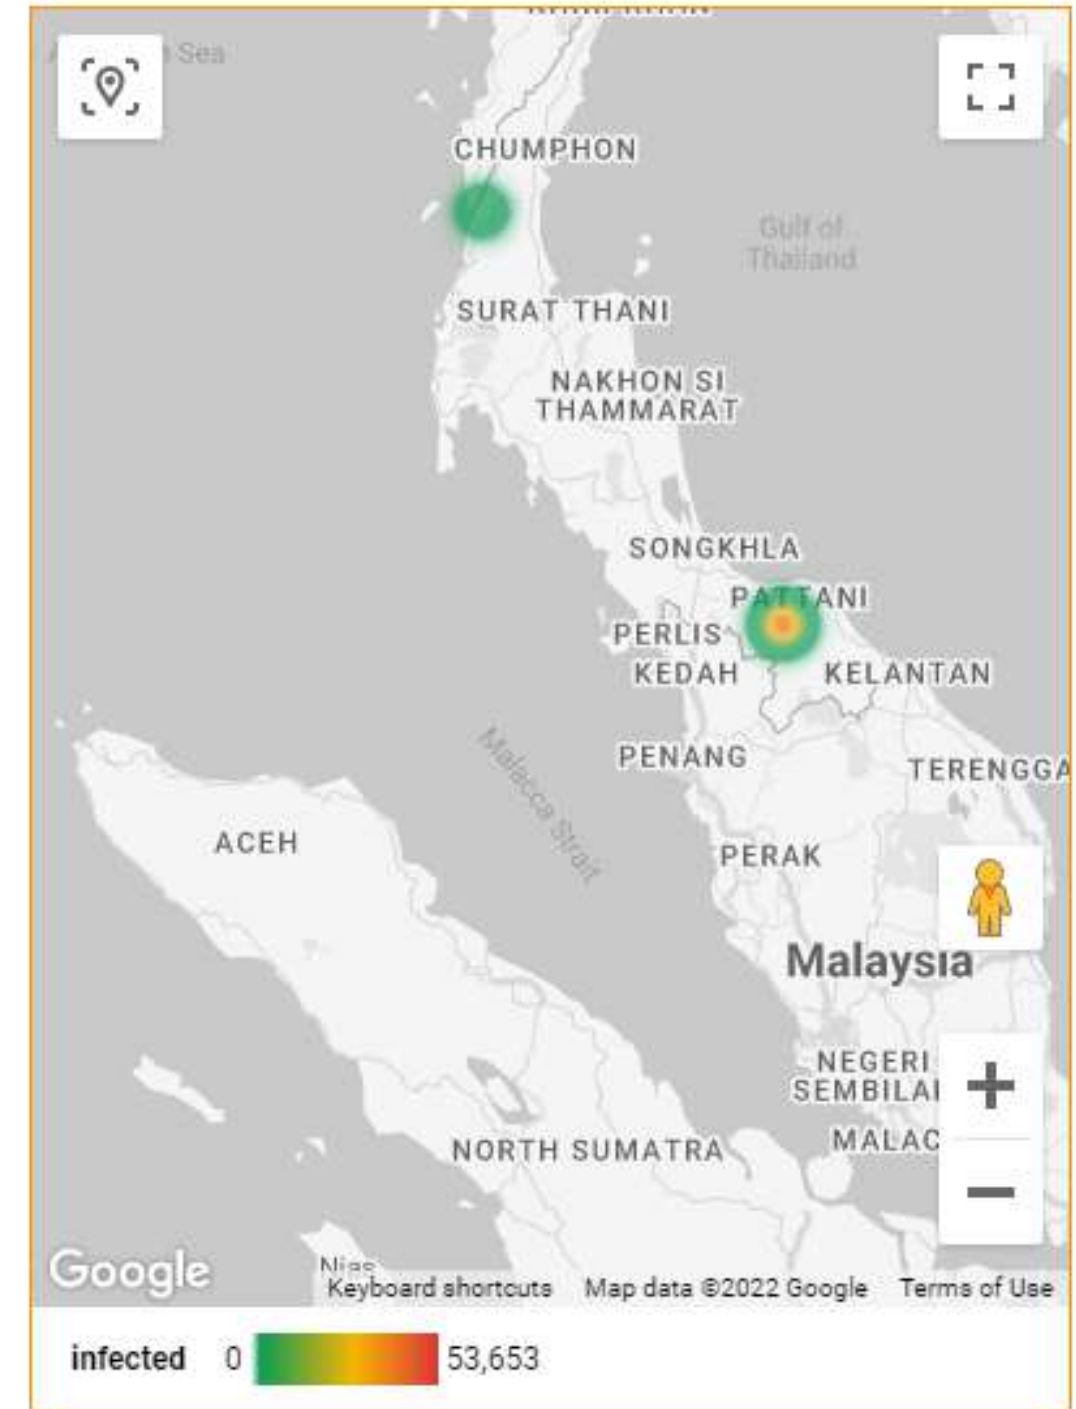 Sea
CHUMPHON
Gulf of
Thailand
SURAT THANI
NAKHON SI
THAMMARAT
SONGKHLA
PATTANI
PERLIS
KEDAH
KELANTAN
PENANG
TERENGGA
Malacca Strait
ACEH
PERAK
Malaysia
NEGERI
SEMBILA
MALAC
NORTH SUMATRA
Google
Nias
Keyboard shortcuts Map data ©2022 Google Terms of Use
infected 0 53,653